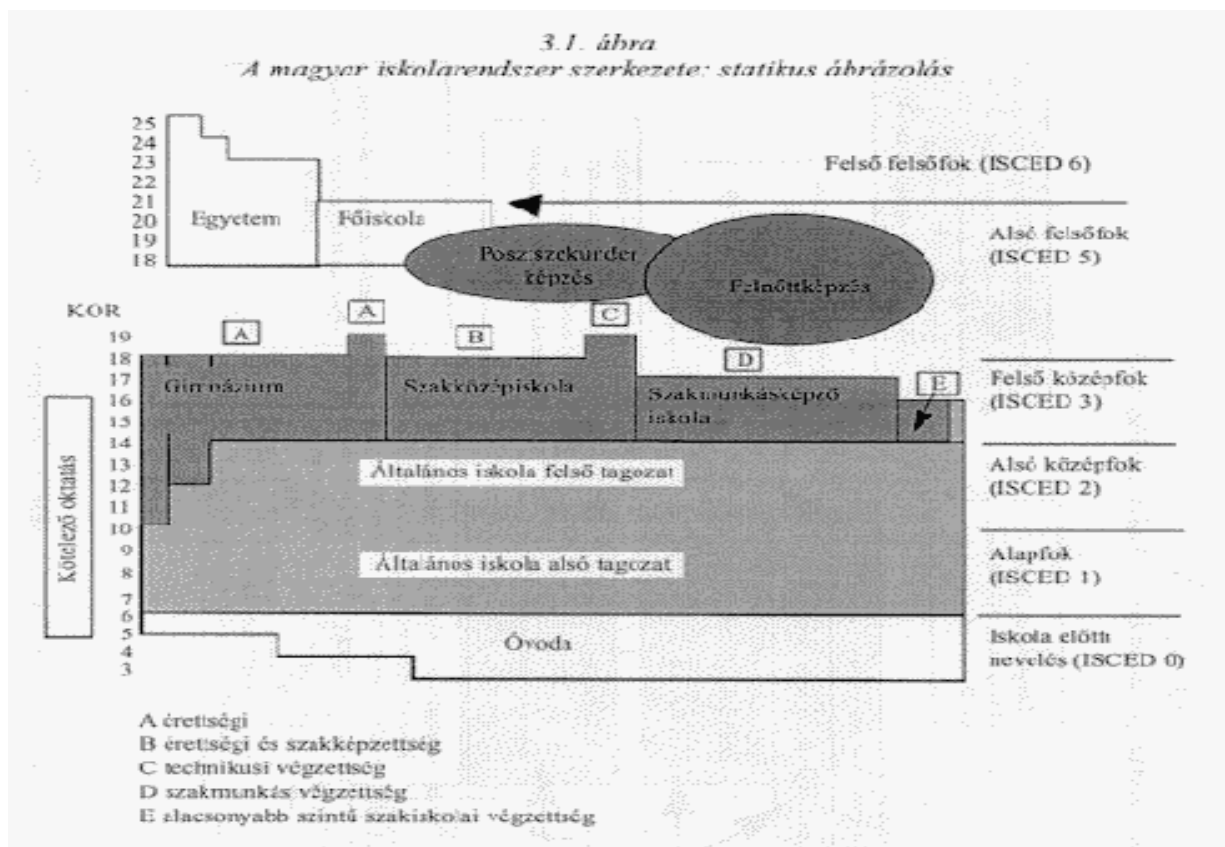 3.1. ábra
A magyar iskolarendszer szerkezete: statikus ábrázolás
25
24
23
22
21
20
19
18
Egyetem
Főiskola
Felső felsőfok (ISCED 6)
Alsó felsőfok
(ISCED 5)
Poszt-szekunder
képzés
Felnőttképzés
KOR
19
18
17
16
15
14
13
12
11
10
9
8
7
6
5
4
3
Kötelező oktatás
A
A
B
C
D
E
Gimnázium
Szakközépiskola
Szakmunkásképző
iskola
Felső középfok
(ISCED 3)
Általános iskola felső tagozat
Alsó középfok
(ISCED 2)
Általános iskola alsó tagozat
Alapfok
(ISCED 1)
Óvoda
Iskola előtti
nevelés (ISCED 0)
A érettségi
B érettségi és szakképzettség
C technikusi végzettség
D szakmunkás végzettség
E alacsonyabb szintű szakiskolai végzettség